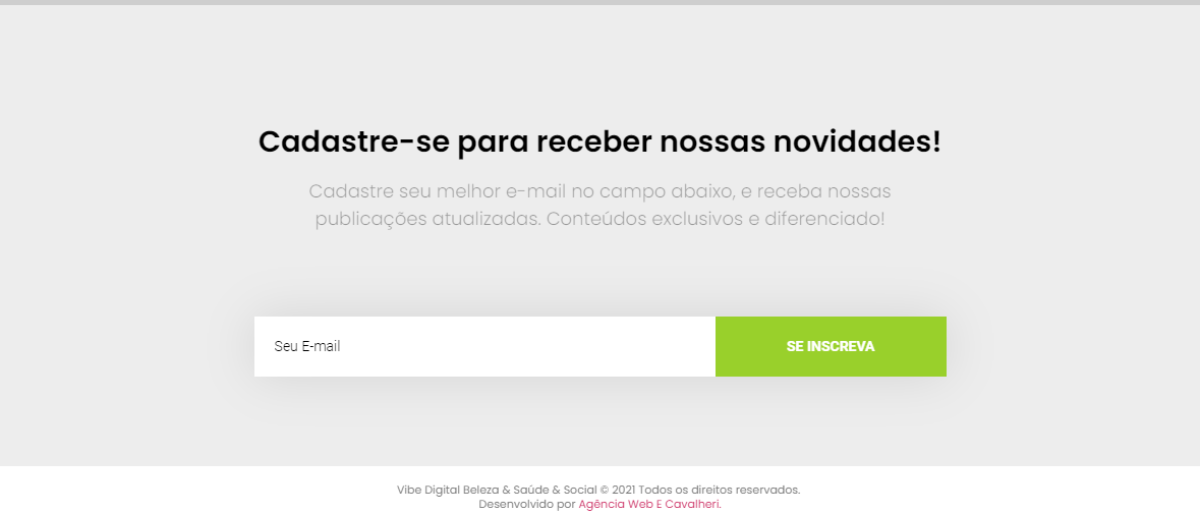 Cadastre-se para receber nossas novidades!
Cadastre seu melhor e-mail no campo abaixo, e receba nossas
publicações atualizadas. Conteúdos exclusivos e diferenciado!
Seu E-mail
SE INSCREVA
Vibe Digital Beleza & Saúde & Social © 2021 Todos os direitos reservados.
Desenvolvido por Agência Web E Cavalheri.